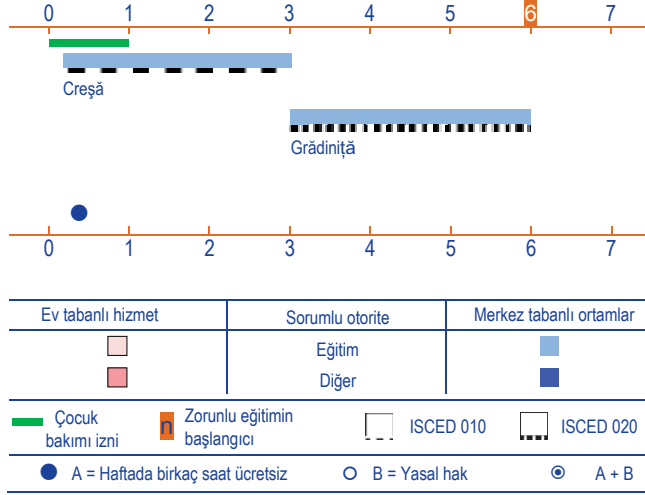 0 1 2 3 4 5 6 7
Creşă
Grădiniță
0 1 2 3 4 5 6 7
Ev tabanlı hizmet Sorumlu otorite Merkez tabanlı ortamlar
Eğitim
Diğer
Çocuk bakımı izni
n Zorunlu eğitimin başlangıcı
ISCED 010
ISCED 020
A = Haftada birkaç saat ücretsiz B = Yasal hak A + B